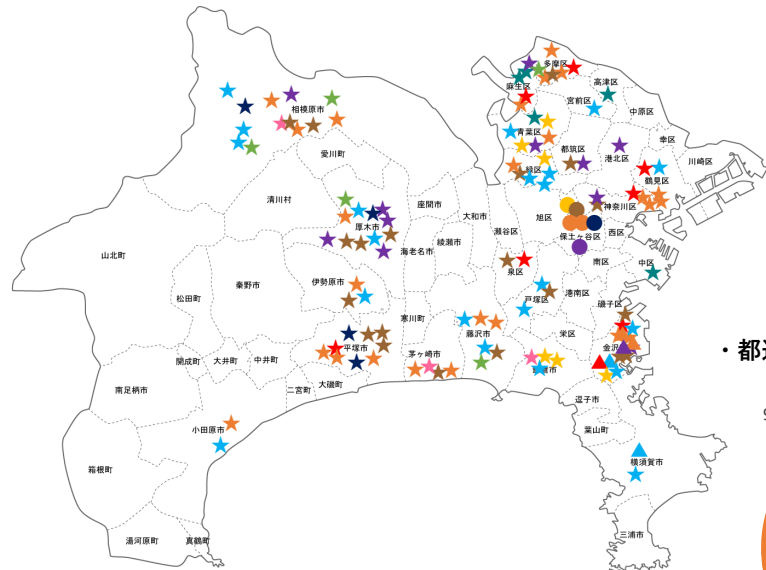 多摩区
麻生区
高津区
宮前区
中原区
相模原市
青葉区
幸区
都筑区
港北区
川崎区
愛川町
緑区
鶴見区
清川村
座間市
大和市
旭区
神奈川区
厚木市
瀬谷区
西区
保土ヶ谷区
綾瀬市
海老名市
山北町
南区
中区
泉区
秦野市
伊勢原市
港南区
松田町
戸塚区
磯子区
寒川町
藤沢市
栄区
平塚市
金沢
・都道
茅ヶ崎市
開成町
大井町
中井町
大磯町
二宮町
南足柄市
逗子市
小田原市
葉山町
9
箱根町
横須賀市
三浦市
湯河原町
真鶴町